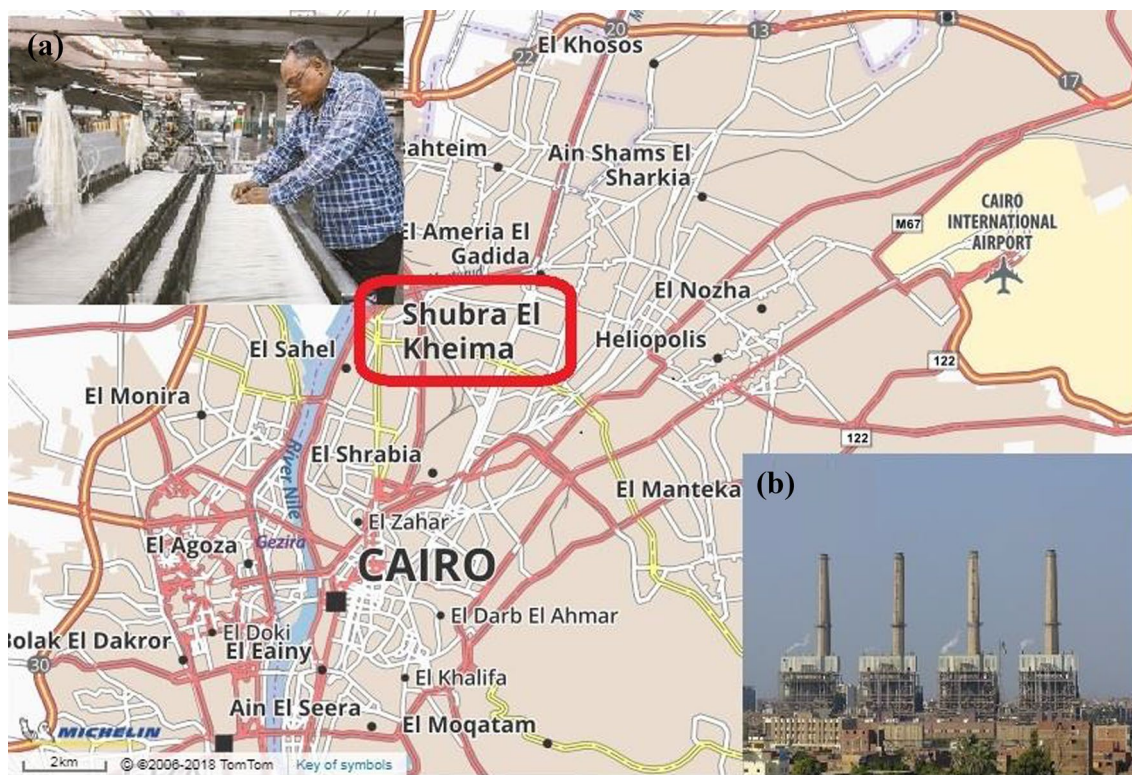 (a)
20
13
22
17
El Khosos
ahteim
Ain Shams El
Sharkia
CAIRO
INTERNATIONAL
AIRPORT
M67
El Ameria El
Gadida
El Nozha
Shubra El
Kheima
Heliopolis
El Sahel
122
El Monira
122
River Nile
El Shrabia
(b)
El Manteka
El Zahar
El Agoza
Gezira
CAIRO
El Darb El Ahmar
Bolak El Dakror
El Doki
El Eainy
30
El Khalifa
Ain El Seera
El Moqatam
MICHELIN
2km
© ©2006-2018 TomTom
Key of symbols